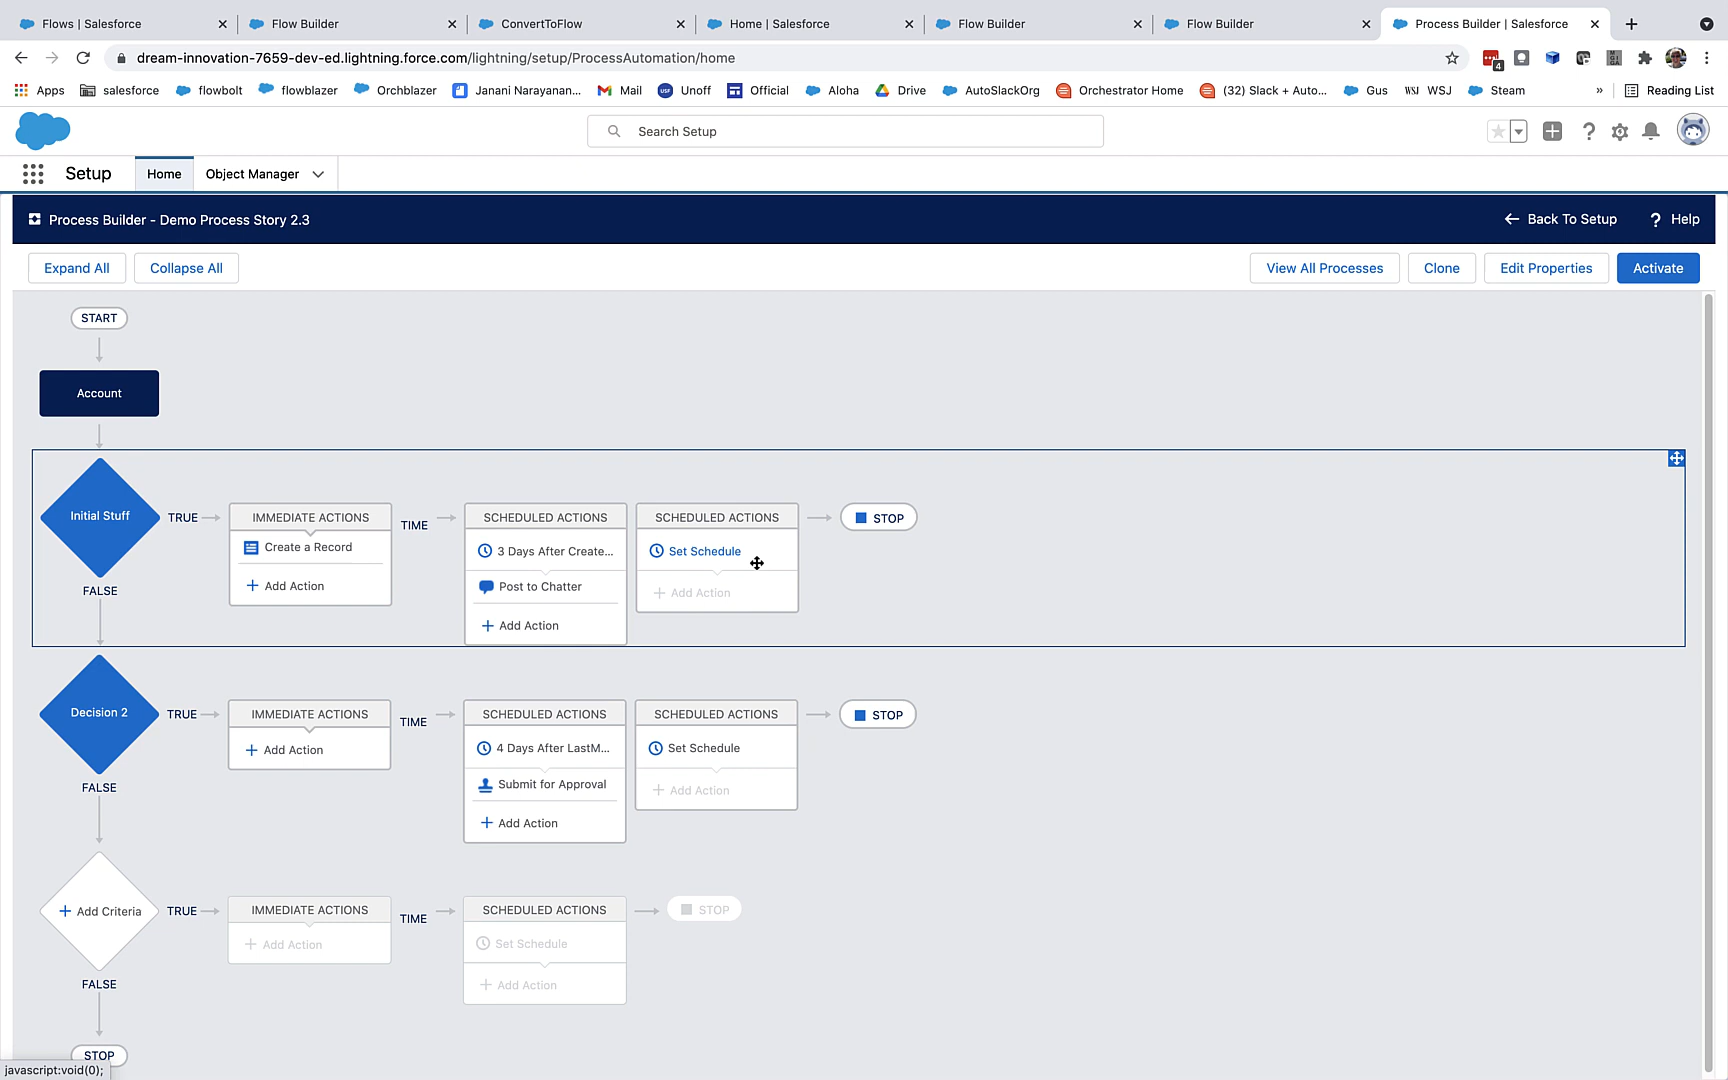 Flows | Salesforce
Flow Builder
ConvertToFlow
Home | Salesforce
Flow Builder
Flow Builder
Process Builder | Salesforce
dream-innovation-7659-dev-ed.lightning.force.com/lightning/setup/ProcessAutomation/home
4
Apps
salesforce
flowbolt
flowblazer
Orchblazer
Janani Narayanan...
Mail
Unoff
Official
Aloha
Drive
AutoSlackOrg
Orchestrator Home
(32) Slack + Auto...
Gus
WSJ WSJ
Steam
»
Reading List
Search Setup
Setup
Home
Object Manager
Process Builder - Demo Process Story 2.3
Back To Setup
? Help
Expand All
Collapse All
View All Processes
Clone
Edit Properties
Activate
START
Account
Initial Stuff
TRUE
IMMEDIATE ACTIONS
Create a Record
+ Add Action
TIME
SCHEDULED ACTIONS
3 Days After Create...
Post to Chatter
+ Add Action
SCHEDULED ACTIONS
Set Schedule
+ Add Action
STOP
FALSE
Decision 2
TRUE
IMMEDIATE ACTIONS
+ Add Action
TIME
SCHEDULED ACTIONS
4 Days After LastM...
Submit for Approval
+ Add Action
SCHEDULED ACTIONS
Set Schedule
+ Add Action
STOP
FALSE
+ Add Criteria
TRUE
IMMEDIATE ACTIONS
+ Add Action
TIME
SCHEDULED ACTIONS
Set Schedule
+ Add Action
STOP
FALSE
STOP
javascript:void(0);